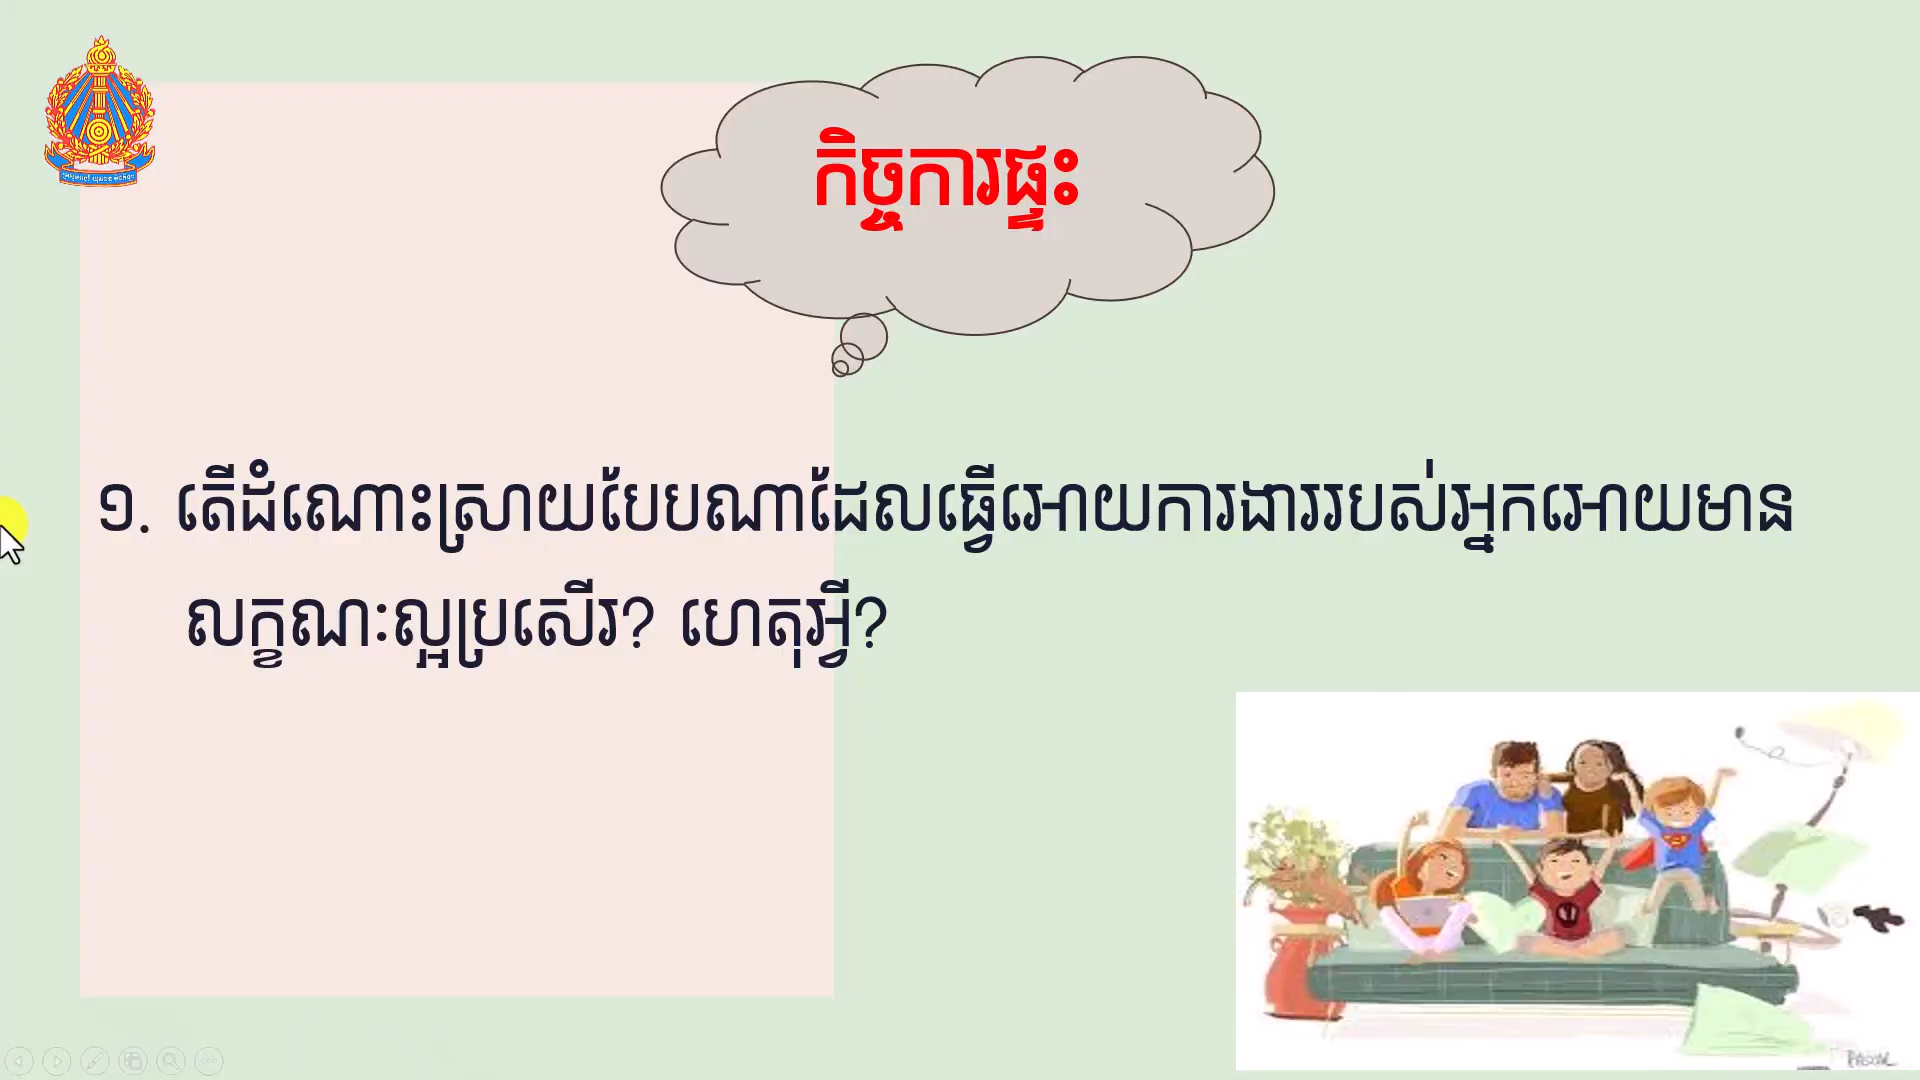 កិច្ចការផ្ទះ
១. តើដំណោះស្រាយបែបណាដែលធ្វើអោយការងាររបស់អ្នកអោយមាន
លក្ខណៈល្អប្រសើរ? ហេតុអ្វី?